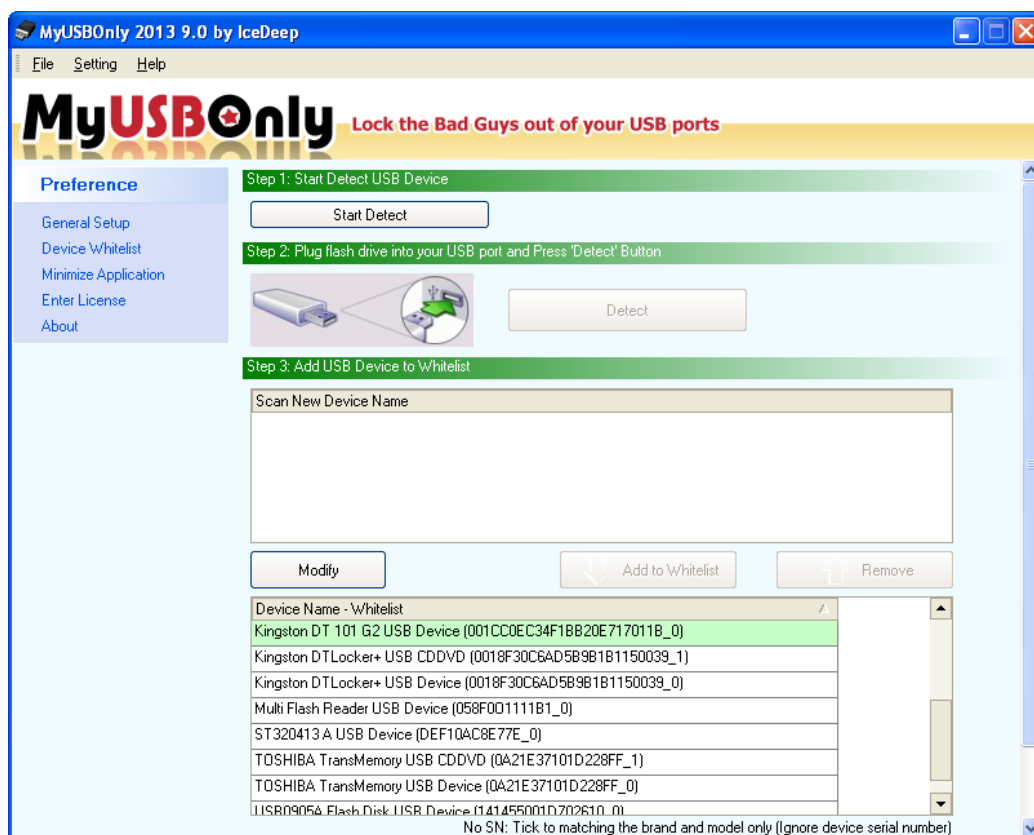 MyUSBOnly 2013 9.0 by IceDeep
File Setting Help
MyUSBOnly Lock the Bad Guys out of your USB ports
Preference
General Setup
Device Whitelist
Minimize Application
Enter License
About
Step 1: Start Detect USB Device
Start Detect
Step 2: Plug flash drive into your USB port and Press 'Detect' Button
Detect
Step 3: Add USB Device to Whitelist
Scan New Device Name
Modify Add to Whitelist Remove
Device Name - Whitelist
Kingston DT 101 G2 USB Device (001CC0EC34F1BB20E717011B_0)
Kingston DTLocker+ USB CDDVD (0018F30C6AD5B9B1B1150039_1)
Kingston DTLocker+ USB Device (0018F30C6AD5B9B1B1150039_0)
Multi Flash Reader USB Device (058F0O1111B1_0)
ST320413 A USB Device (DEF10AC8E77E_0)
TOSHIBA TransMemory USB CDDVD (0A21E37101D228FF_1)
TOSHIBA TransMemory USB Device (0A21E37101D228FF_0)
USB0905A Flash Disk USB Device (141455001D702610_0)
No SN: Tick to matching the brand and model only (Ignore device serial number)